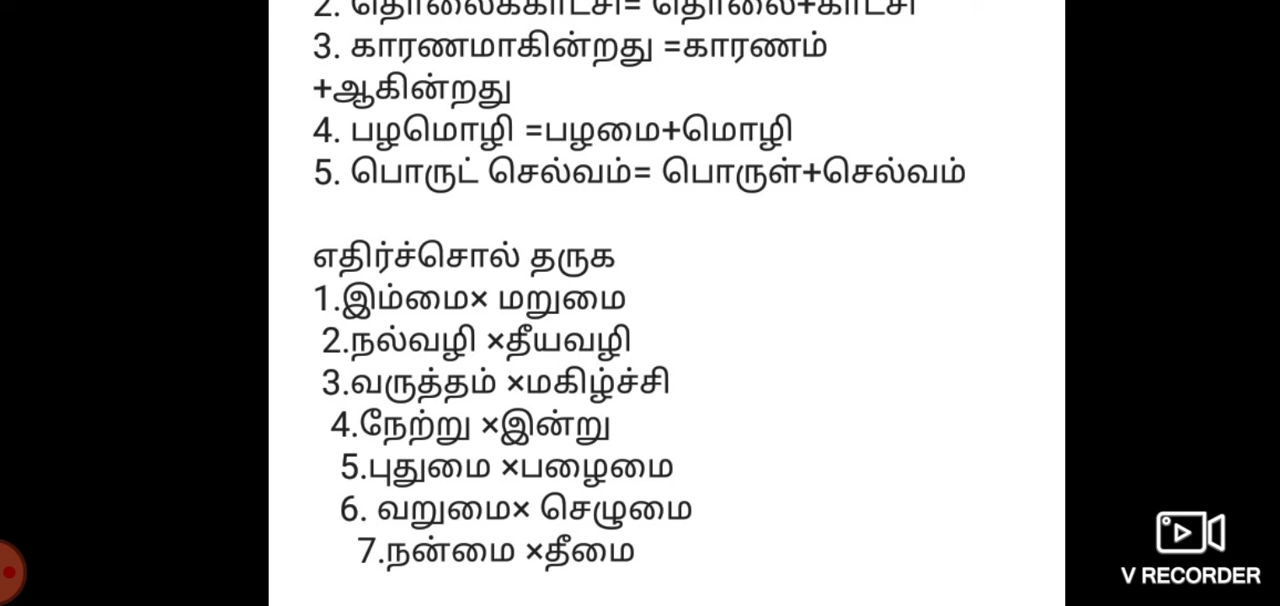 2. தொலைக்காட்சி= தொலை+காட்சி
3. காரணமாகின்றது =காரணம்
+ஆகின்றது
4. பழமொழி =பழமை+மொழி
5. பொருட் செல்வம்= பொருள்+செல்வம்
எதிர்ச்சொல் தருக
1.இம்மை× மறுமை
2.நல்வழி ×தீயவழி
3.வருத்தம் ×மகிழ்ச்சி
4.நேற்று ×இன்று
5.புதுமை ×பழைமை
6. வறுமை× செழுமை
7.நன்மை ×தீமை
V RECORDER